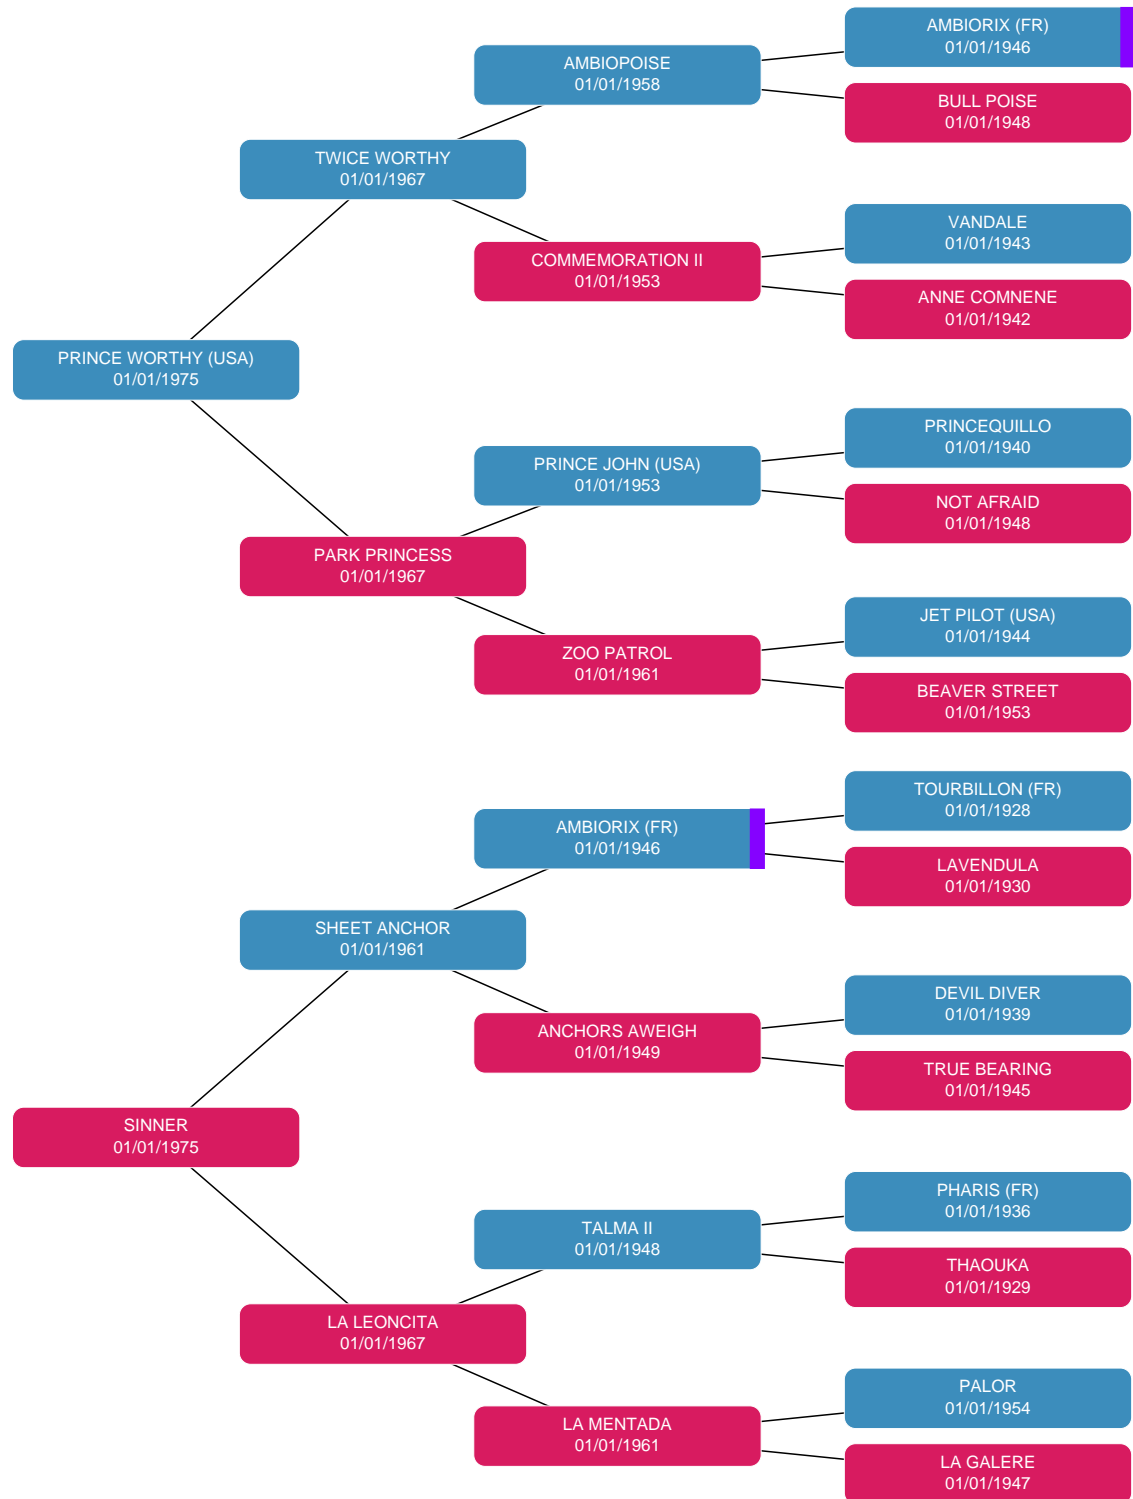 AMBIORIX (FR)
01/01/1946
AMBIOPOISE
01/01/1958
BULL POISE
01/01/1948
TWICE WORTHY
01/01/1967
VANDALE
01/01/1943
COMMEMORATION II
01/01/1953
ANNE COMNENE
01/01/1942
PRINCE WORTHY (USA)
01/01/1975
PRINCEQUILLO
01/01/1940
PRINCE JOHN (USA)
01/01/1953
NOT AFRAID
01/01/1948
PARK PRINCESS
01/01/1967
JET PILOT (USA)
01/01/1944
ZOO PATROL
01/01/1961
BEAVER STREET
01/01/1953
TOURBILLON (FR)
01/01/1928
AMBIORIX (FR)
01/01/1946
LAVENDULA
01/01/1930
SHEET ANCHOR
01/01/1961
DEVIL DIVER
01/01/1939
ANCHORS AWEIGH
01/01/1949
TRUE BEARING
01/01/1945
SINNER
01/01/1975
PHARIS (FR)
01/01/1936
TALMA II
01/01/1948
THAOUKA
01/01/1929
LA LEONCITA
01/01/1967
PALOR
01/01/1954
LA MENTADA
01/01/1961
LA GALERE
01/01/1947